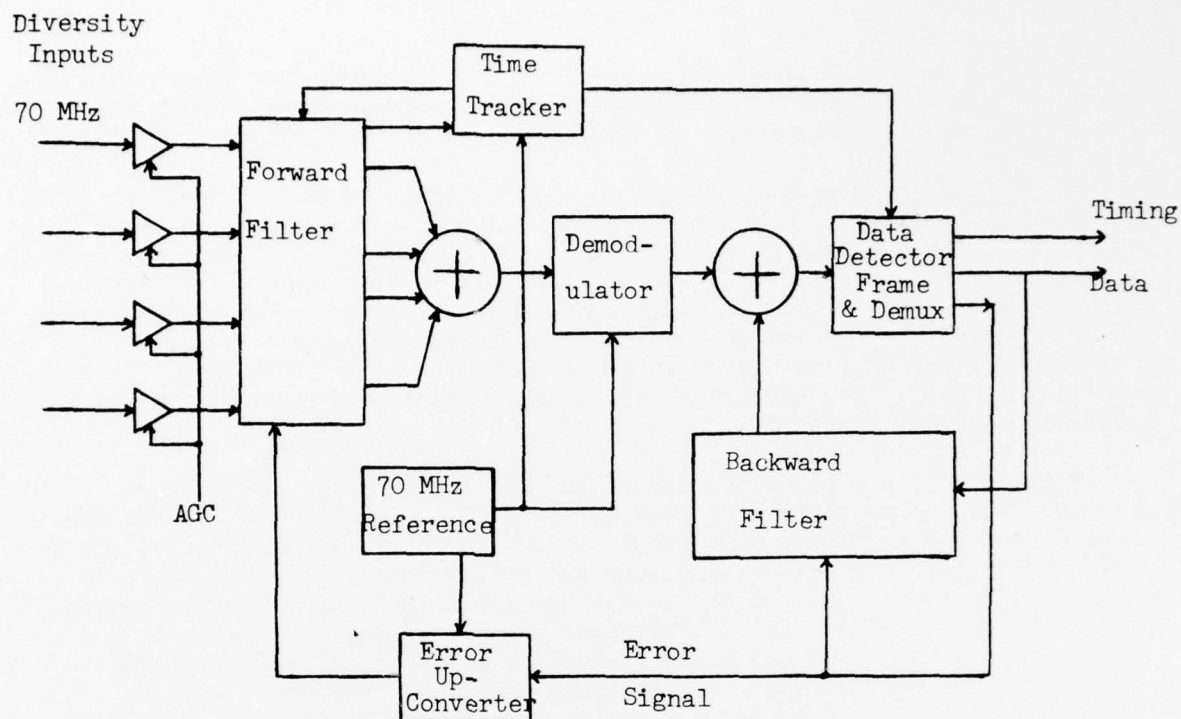 Diversity
Inputs
70 MHz
Time
Tracker
Forward
Filter
Demod-
ulator
Data
Detector
Frame
& Demux
Timing
Data
Backward
Filter
70 MHz
Reference
AGC
Error
Up-
Converter
Error
Signal